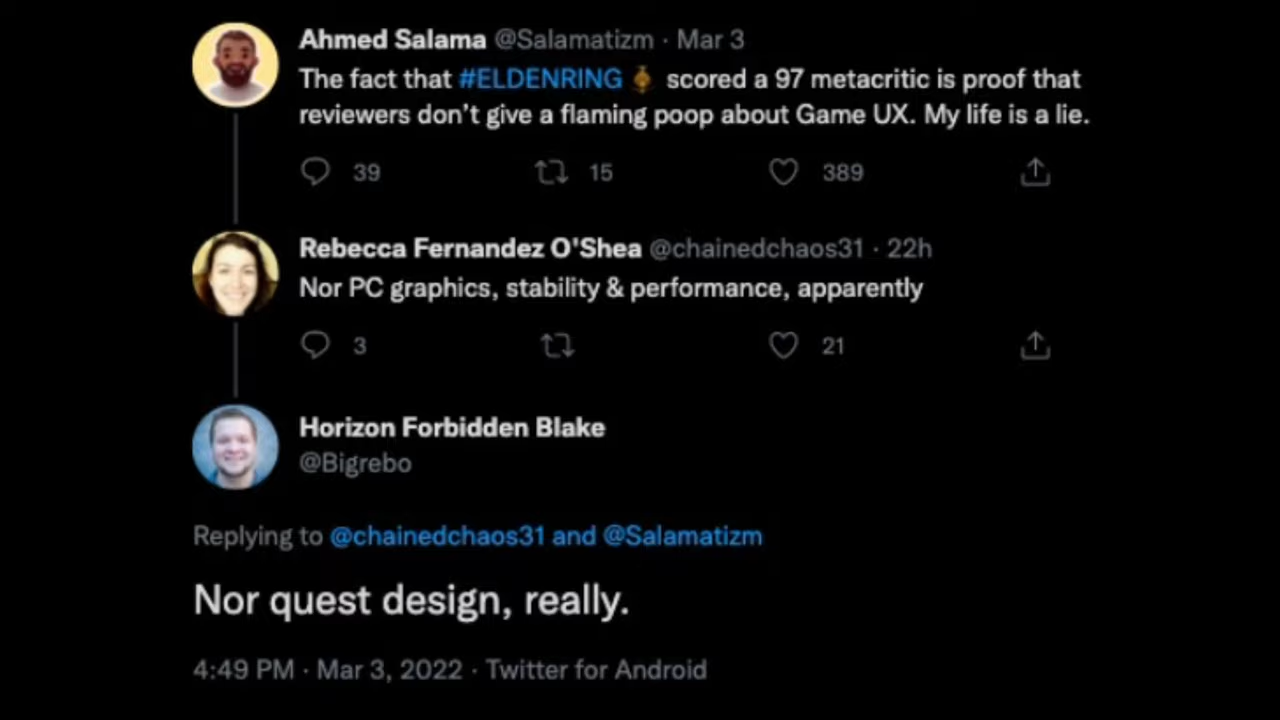 Ahmed Salama @Salamatizm · Mar 3
The fact that #ELDENRING scored a 97 metacritic is proof that
reviewers don't give a flaming poop about Game UX. My life is a lie.
39 15 389
Rebecca Fernandez O'Shea @chainedchaos31 · 22h
Nor PC graphics, stability & performance, apparently
3 21
Horizon Forbidden Blake
@Bigrebo
Replying to @chainedchaos31 and @Salamatizm
Nor quest design, really.
4:49 PM · Mar 3, 2022 · Twitter for Android